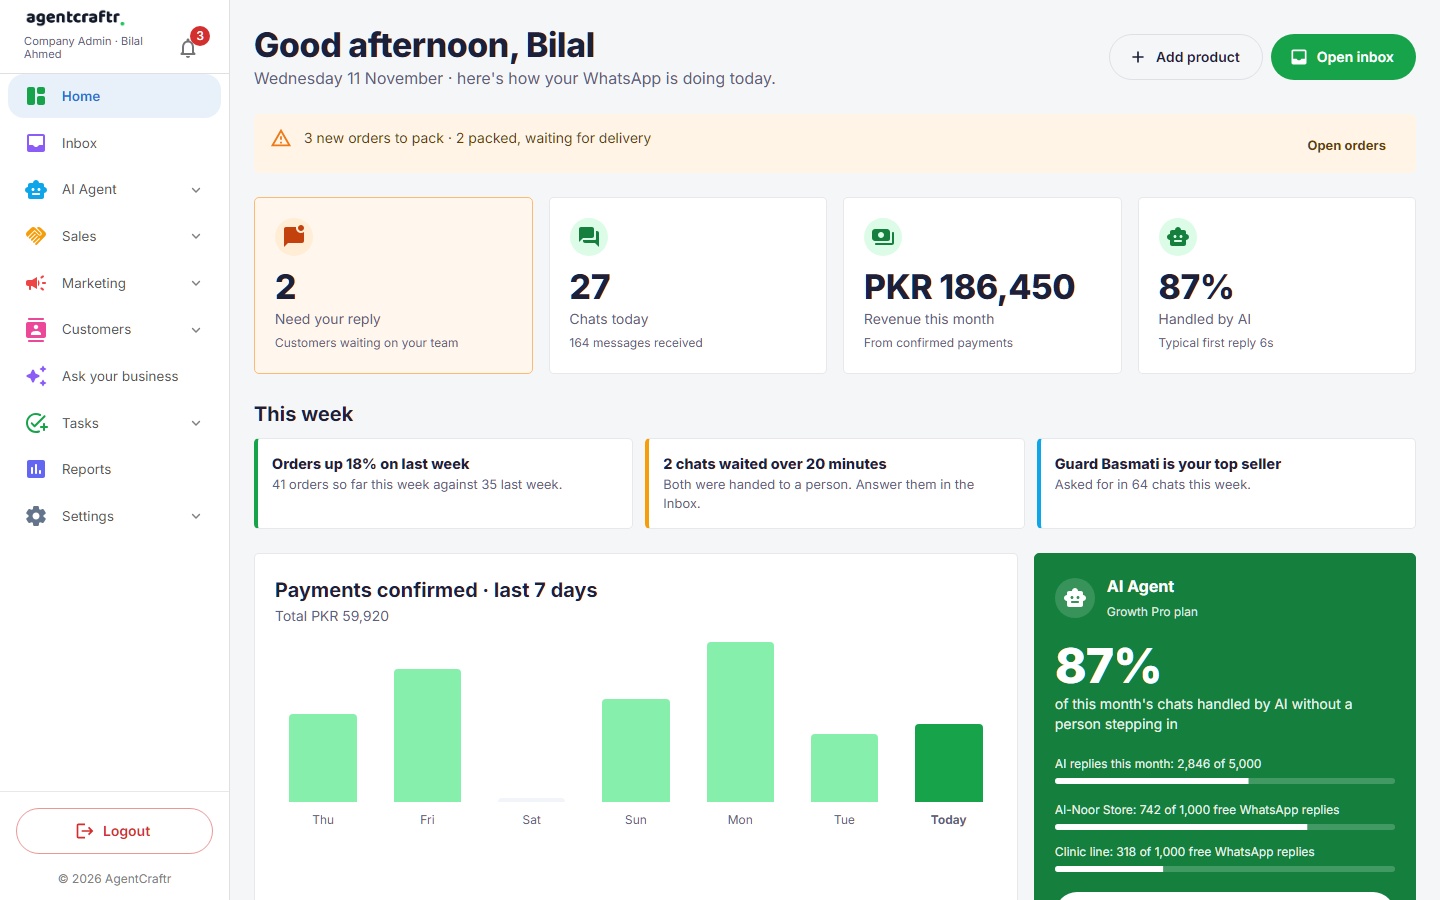 agentcraftr.
Company Admin · Bilal
Ahmed
3
Home
Inbox
AI Agent
Sales
Marketing
Customers
Ask your business
Tasks
Reports
Settings
Logout
© 2026 AgentCraftr
Good afternoon, Bilal
Wednesday 11 November · here's how your WhatsApp is doing today.
Add product
Open inbox
3 new orders to pack · 2 packed, waiting for delivery
Open orders
2
Need your reply
Customers waiting on your team
27
Chats today
164 messages received
PKR 186,450
Revenue this month
From confirmed payments
87%
Handled by AI
Typical first reply 6s
This week
Orders up 18% on last week
41 orders so far this week against 35 last week.
2 chats waited over 20 minutes
Both were handed to a person. Answer them in the
Inbox.
Guard Basmati is your top seller
Asked for in 64 chats this week.
Payments confirmed · last 7 days
Total PKR 59,920
Thu
Fri
Sat
Sun
Mon
Tue
Today
AI Agent
Growth Pro plan
87%
of this month's chats handled by AI without a
person stepping in
AI replies this month: 2,846 of 5,000
Al-Noor Store: 742 of 1,000 free WhatsApp replies
Clinic line: 318 of 1,000 free WhatsApp replies